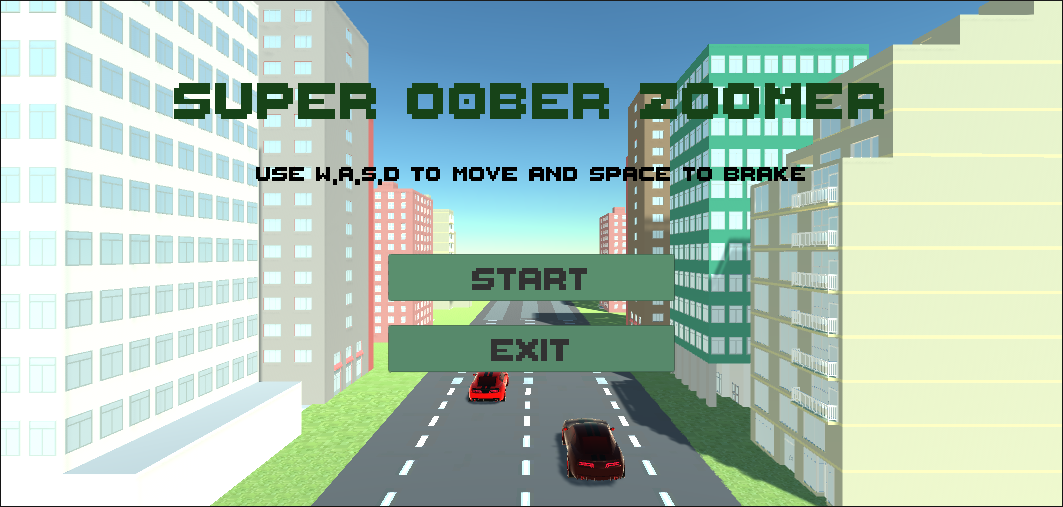 SUPER OOBER ZOOMER
USE W,A,S,D TO MOVE AND SPACE TO BRAKE
START
EXIT